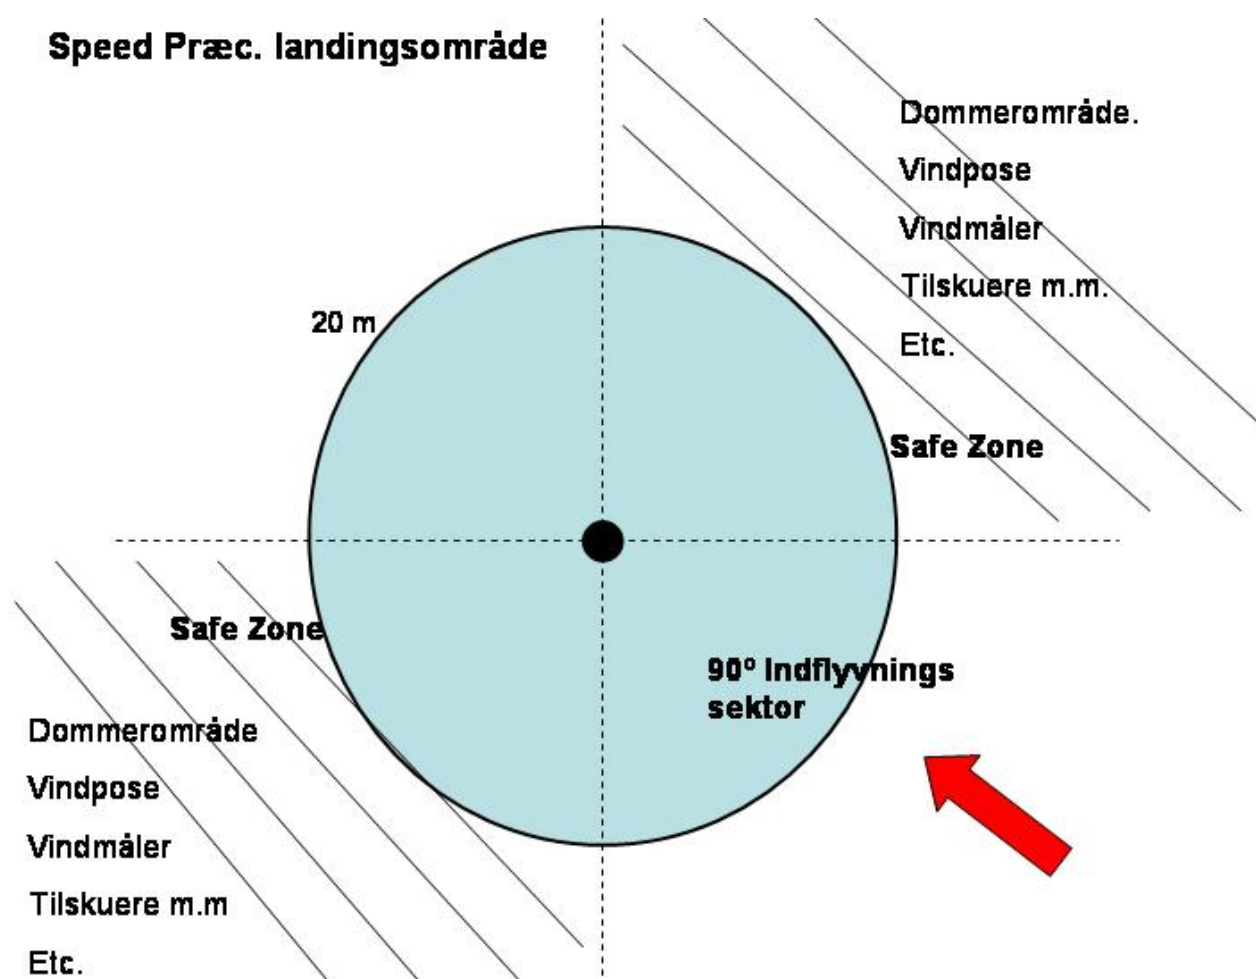 Speed Præc. landingsområde
Dommerområde.
Vindpose
Vindmåler
Tilskuere m.m.
Etc.
20 m
Safe Zone
Safe Zone
90º Indflyvnings
sektor
Dommerområde
Vindpose
Vindmåler
Tilskuere m.m
Etc.